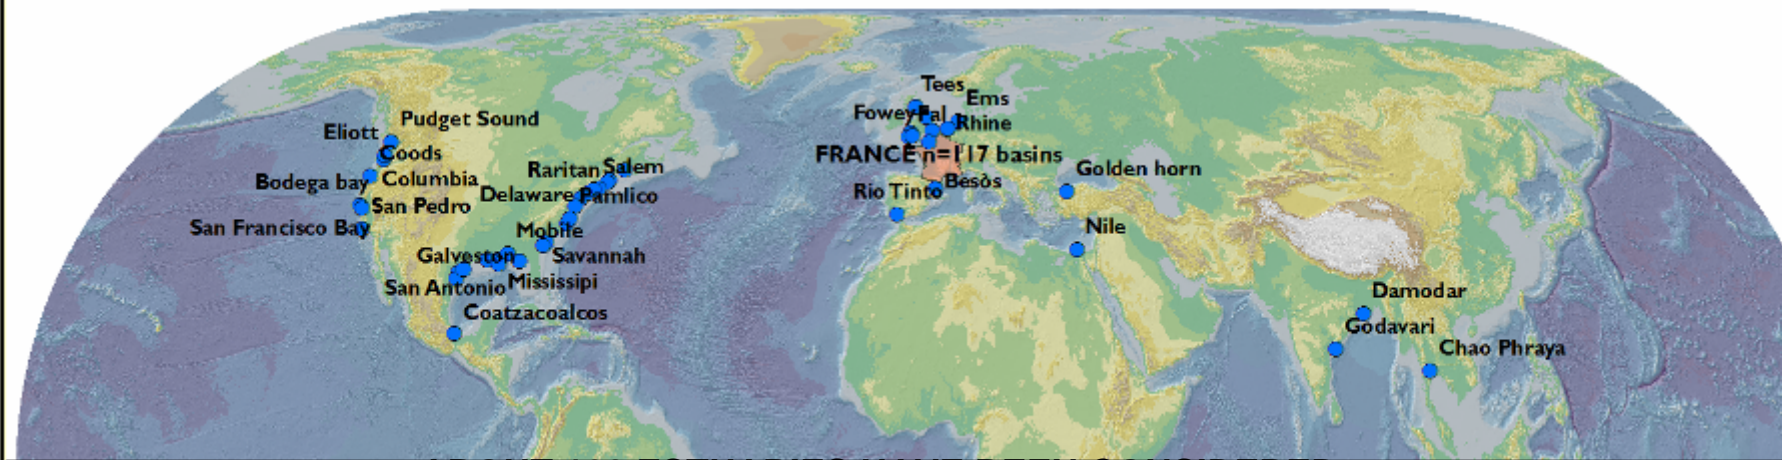 Tees
Ems
Fowey
Fal
Rhine
Pudget Sound
Eliott
Coods
FRANCE n=117 basins
Raritan
Salem
Golden horn
Bodega bay
Columbia
Delaware
Pamlico
Rio Tinto
Besòs
San Pedro
San Francisco Bay
Mobile
Nile
Galveston
Savannah
San Antonio
Mississipi
Damodar
Coatzacoalcos
Godavari
Chao Phraya